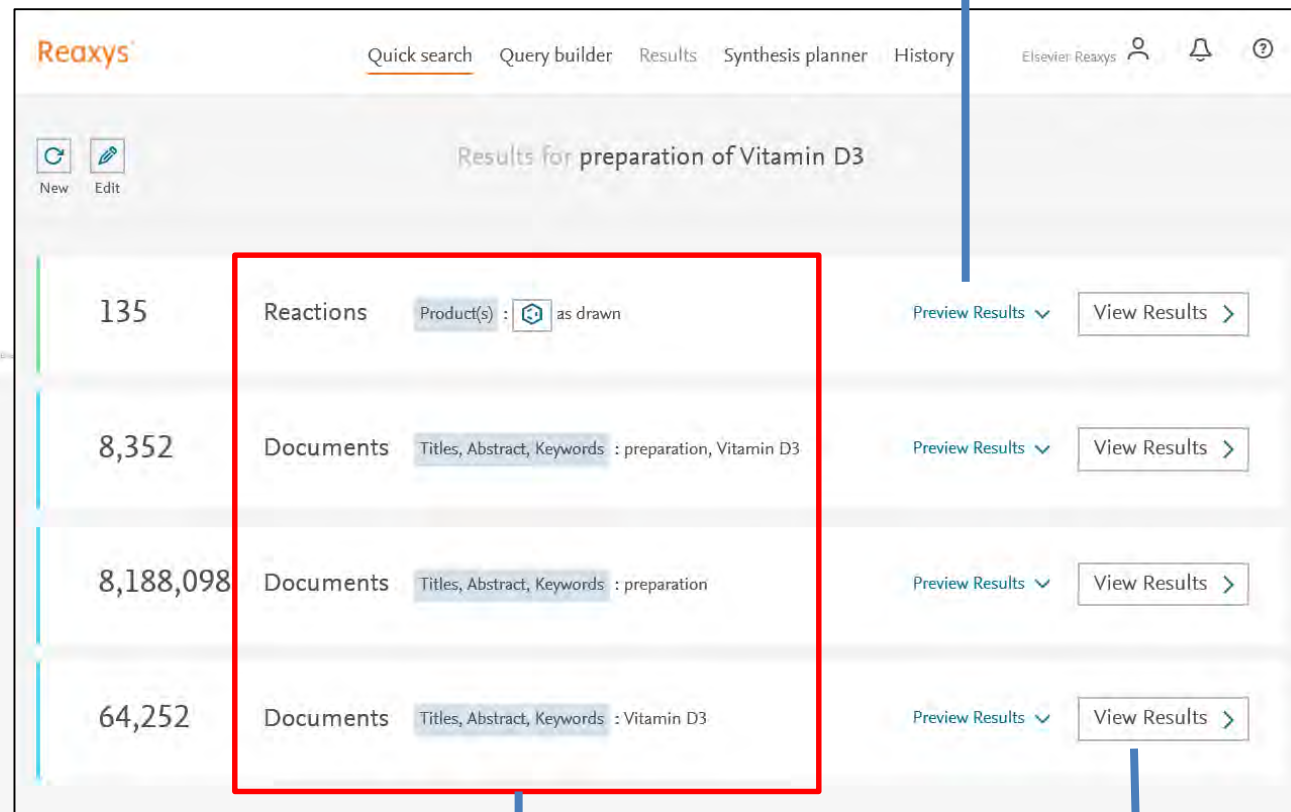 Reaxys
Quick search Query builder Results Synthesis planner History Elsevier Reaxys
New Edit
Results for preparation of Vitamin D3
135 Reactions Product(s) : as drawn Preview Results View Results
8,352 Documents Titles, Abstract, Keywords : preparation, Vitamin D3 Preview Results View Results
8,188,098 Documents Titles, Abstract, Keywords : preparation Preview Results View Results
64,252 Documents Titles, Abstract, Keywords : Vitamin D3 Preview Results View Results